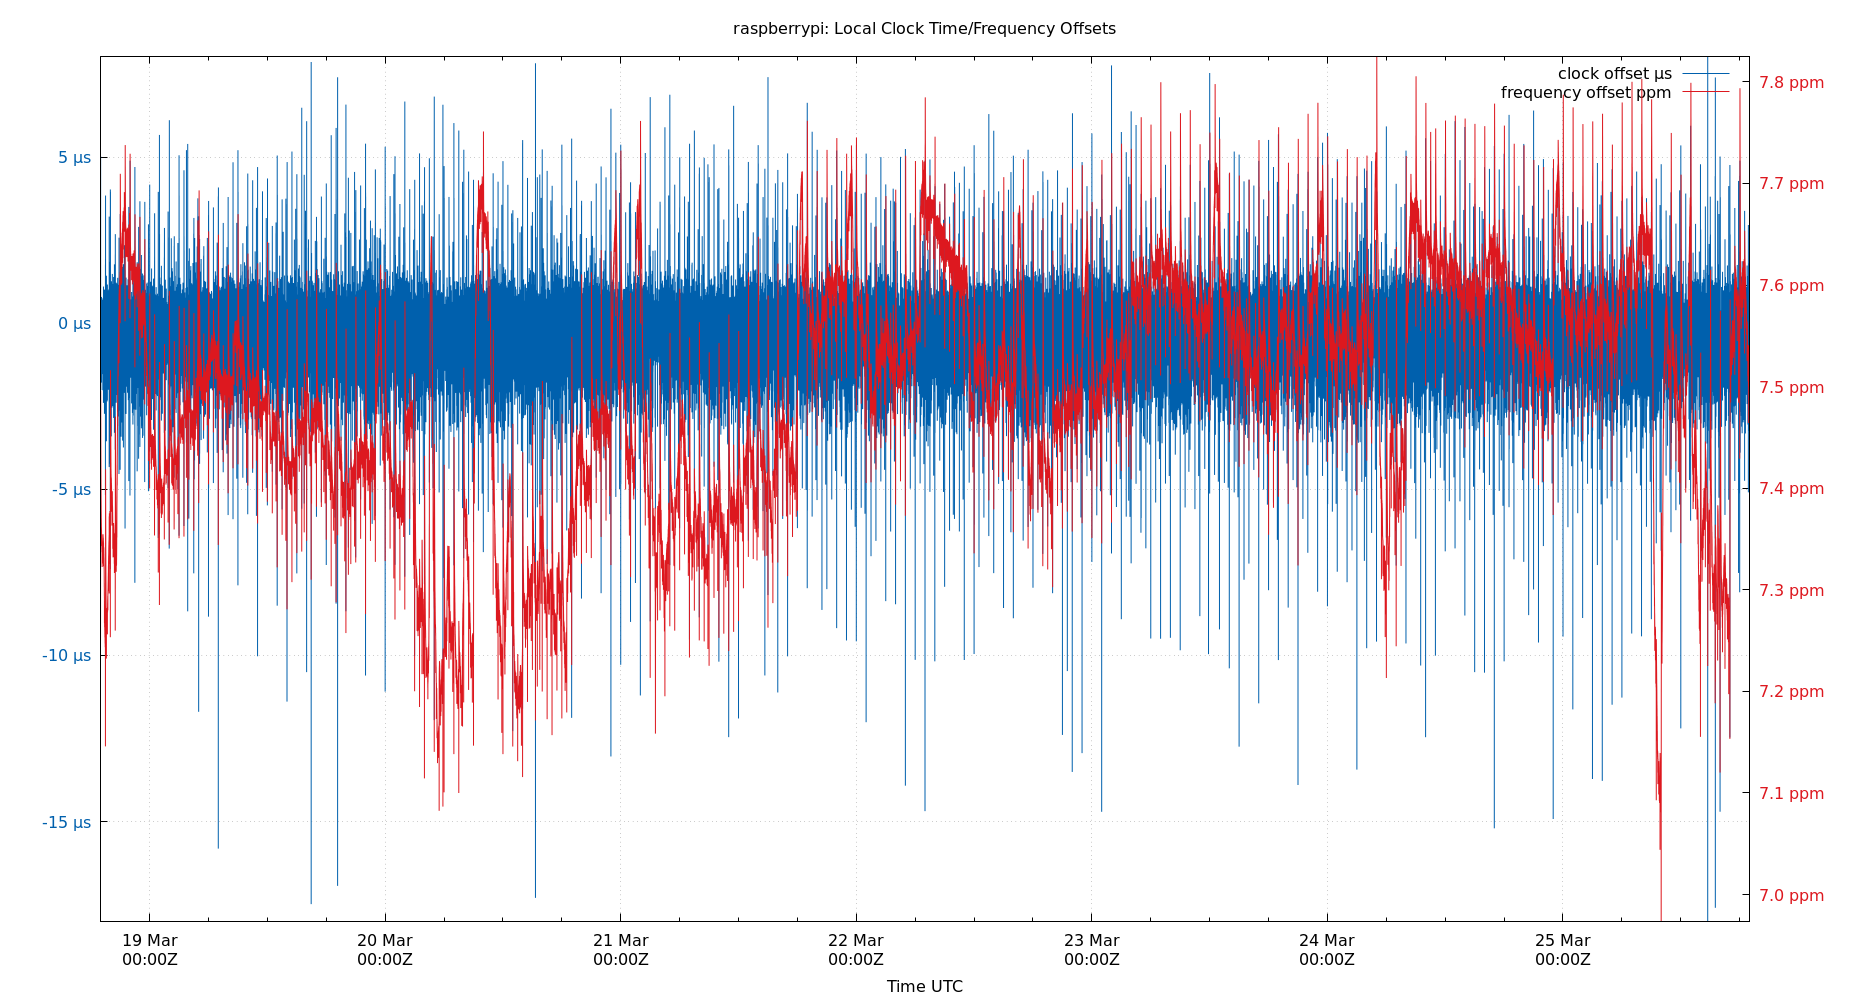 raspberrypi: Local Clock Time/Frequency Offsets
clock offset µs
frequency offset ppm
5 µs
0 µs
-5 µs
-10 µs
-15 µs
7.8 ppm
7.7 ppm
7.6 ppm
7.5 ppm
7.4 ppm
7.3 ppm
7.2 ppm
7.1 ppm
7.0 ppm
19 Mar
00:00Z
20 Mar
00:00Z
21 Mar
00:00Z
22 Mar
00:00Z
23 Mar
00:00Z
24 Mar
00:00Z
25 Mar
00:00Z
Time UTC